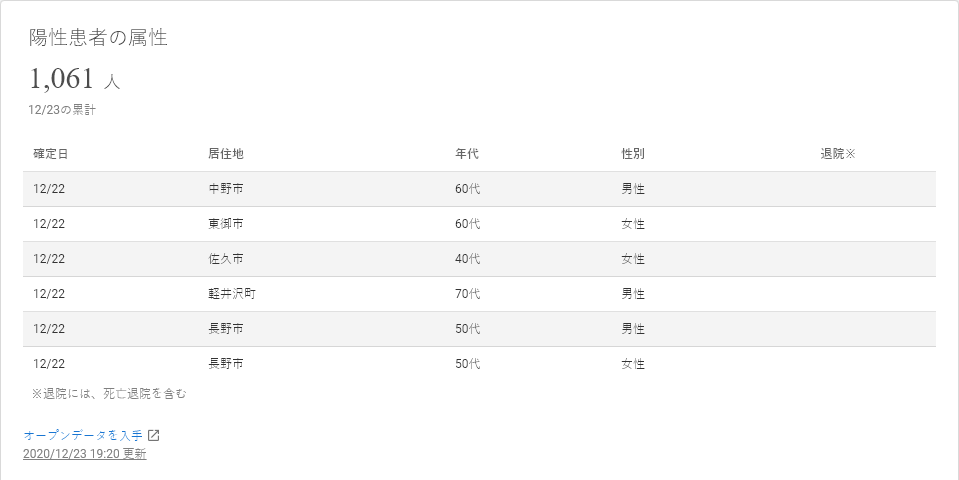 陽性患者の属性
1,061 人
12/23の累計
確定日 居住地 年代 性別 退院※
12/22 中野市 60代 男性
12/22 東御市 60代 女性
12/22 佐久市 40代 女性
12/22 軽井沢町 70代 男性
12/22 長野市 50代 男性
12/22 長野市 50代 女性
※退院には、死亡退院を含む
オープンデータを入手
2020/12/23 19:20 更新